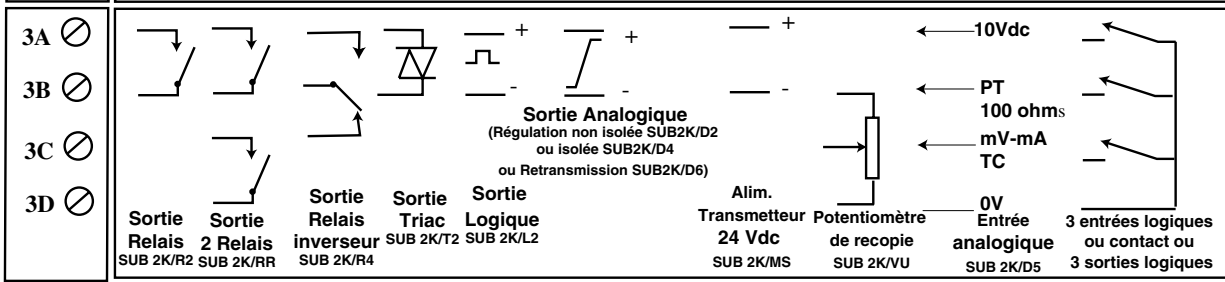 3A
3B
3C
3D
Sortie
Relais
SUB 2K/R2
Sortie
2 Relais
SUB 2K/RR
Sortie
Relais
inverseur
SUB 2K/R4
Sortie
Triac
SUB 2K/T2
+
-
Sortie
Logique
SUB 2K/L2
+
-
Sortie Analogique
(Régulation non isolée SUB2K/D2
ou isolée SUB2K/D4
ou Retransmission SUB2K/D6)
+
-
Alim.
Transmetteur
24 Vdc
SUB 2K/MS
Potentiomètre
de recopie
SUB 2K/VU
10Vdc
PT
100 ohms
mV-mA
TC
0V
Entrée
analogique
SUB 2K/D5
3 entrées logiques
ou contact ou
3 sorties logiques